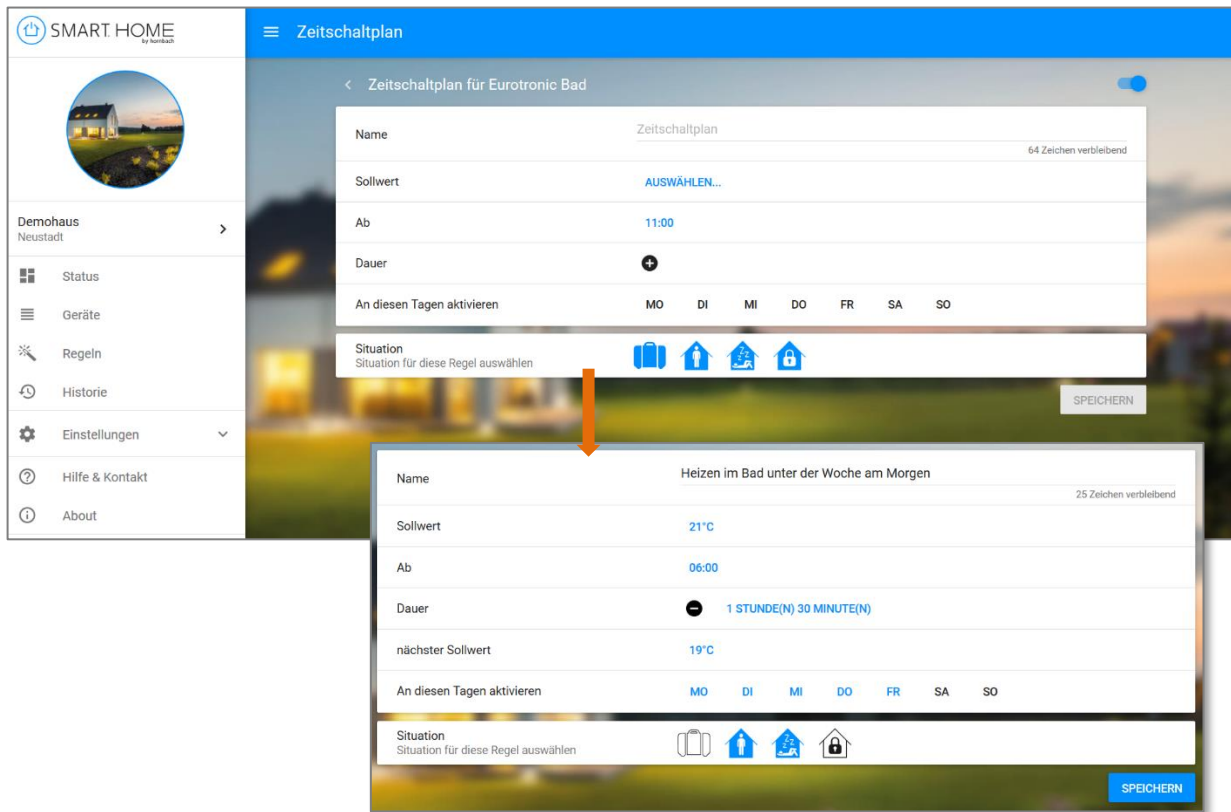 SMART HOME
by hornbach
Zeitschaltplan
Zeitschaltplan für Eurotronic Bad
Demohaus
Neustadt
Status
Geräte
Regeln
Historie
Einstellungen
Hilfe & Kontakt
About
Name
Zeitschaltplan
64 Zeichen verbleibend
Sollwert
AUSWÄHLEN...
Ab
11:00
Dauer
An diesen Tagen aktivieren
MO DI MI DO FR SA SO
Situation
Situation für diese Regel auswählen
zzz
SPEICHERN
Name
Heizen im Bad unter der Woche am Morgen
25 Zeichen verbleibend
Sollwert
21°C
Ab
06:00
Dauer
1 STUNDE(N) 30 MINUTE(N)
nächster Sollwert
19°C
An diesen Tagen aktivieren
MO DI MI DO FR SA SO
Situation
Situation für diese Regel auswählen
zzz
SPEICHERN